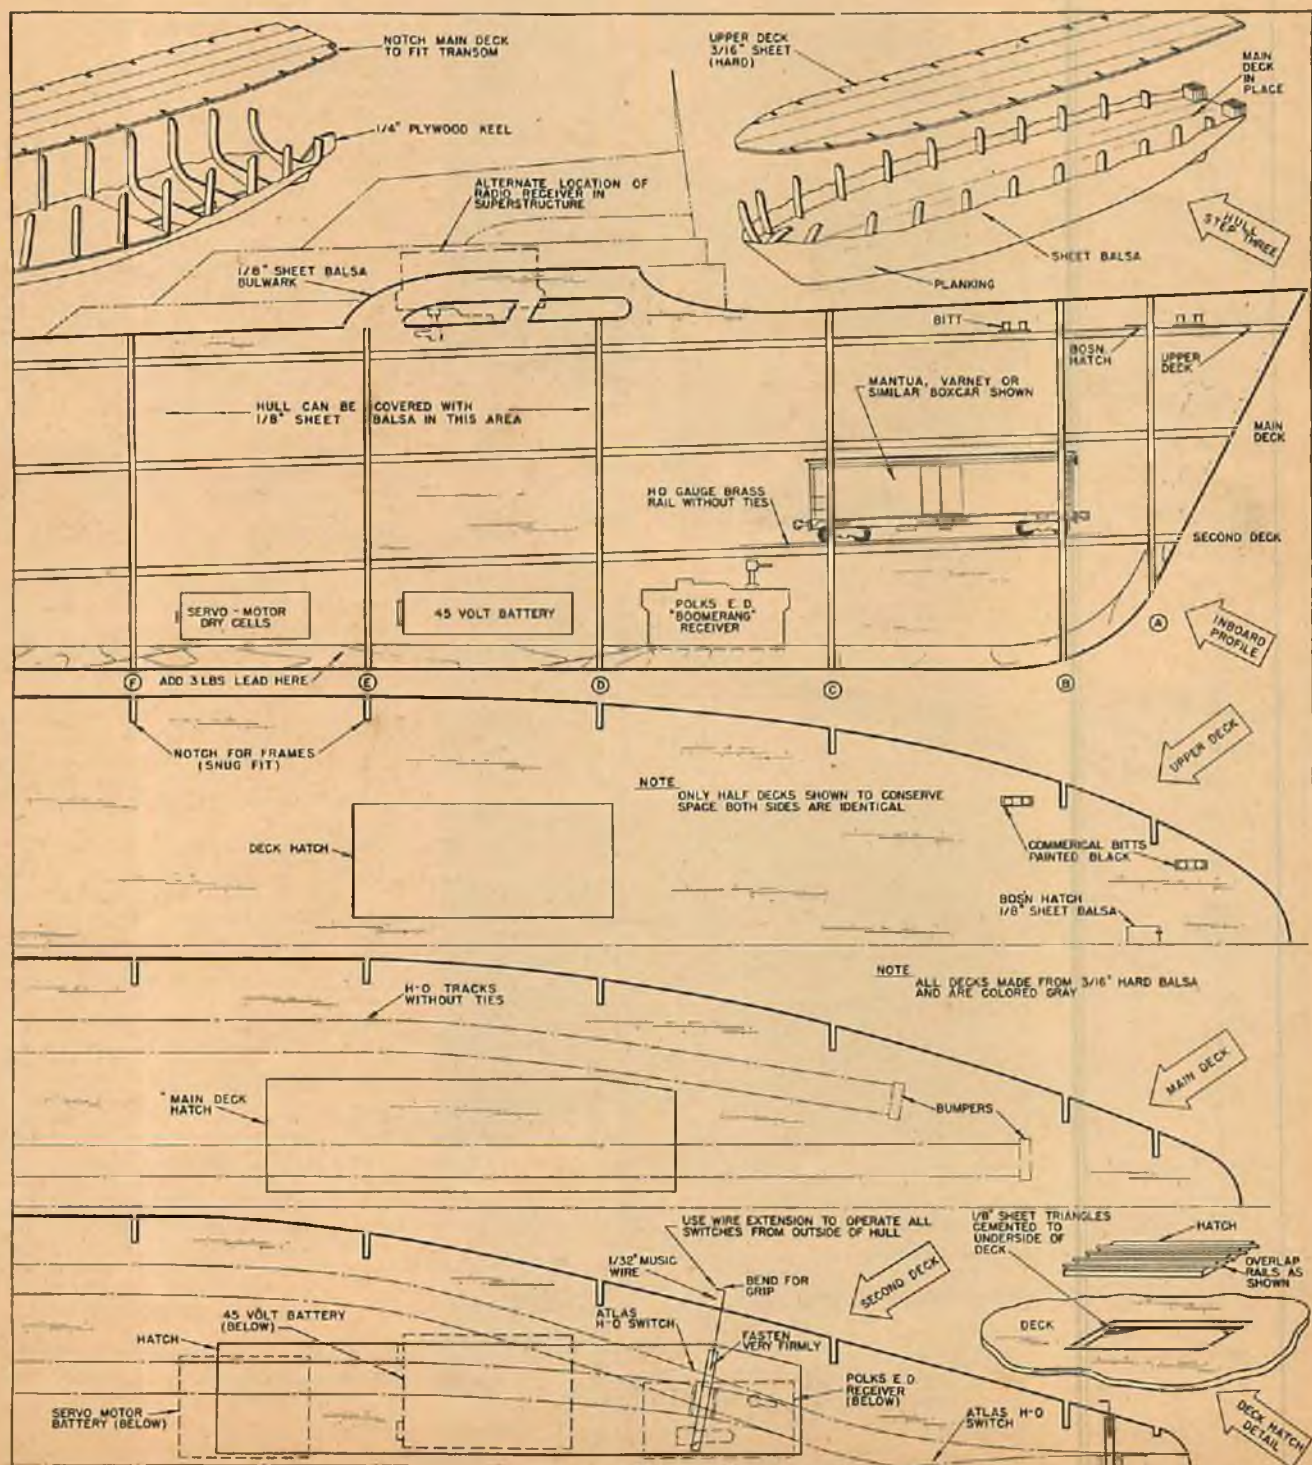 NOTCH MAIN DECK
TO FIT TRANSOM
1/4" PLYWOOD KEEL
UPPER DECK
3/16" SHEET
(HARD)
MAIN
DECK
IN
PLACE
ALTERNATE LOCATION OF
RADIO RECEIVER IN
SUPERSTRUCTURE
HULL
STEP THREE
SHEET BALSA
PLANKING
1/8" SHEET BALSA
BULWARK
BITT
BOSN
HATCH
UPPER
DECK
MANTUA, VARNEY OR
SIMILAR BOXCAR SHOWN
HULL CAN BE COVERED WITH
1/8" SHEET BALSA IN THIS AREA
MAIN
DECK
HO GAUGE BRASS
RAIL WITHOUT TIES
SECOND DECK
SERVO-MOTOR
DRY CELLS
45 VOLT BATTERY
POLKS E.D.
"BOOMERANG"
RECEIVER
A
INBOARD
PROFILE
F
ADD 3 LBS LEAD HERE
E
D
C
B
NOTCH FOR FRAMES
(SNUG FIT)
UPPER DECK
NOTE
ONLY HALF DECKS SHOWN TO CONSERVE
SPACE BOTH SIDES ARE IDENTICAL
DECK HATCH
COMMERICAL BITTS
PAINTED BLACK
BOSN HATCH
1/8" SHEET BALSA
NOTE
ALL DECKS MADE FROM 3/16" HARD BALSA
AND ARE COLORED GRAY
H-O TRACKS
WITHOUT TIES
MAIN DECK
MAIN DECK
HATCH
BUMPERS
USE WIRE EXTENSION TO OPERATE ALL
SWITCHES FROM OUTSIDE OF HULL
1/8" SHEET TRIANGLES
CEMENTED TO
UNDERSIDE OF
DECK
HATCH
OVERLAP
RAILS AS
SHOWN
1/32" MUSIC
WIRE
BEND FOR
GRIP
SECOND DECK
45 VOLT BATTERY
(BELOW)
ATLAS
H-O SWITCH
HATCH
FASTEN
VERY FIRMLY
DECK
POLKS E.D.
RECEIVER
(BELOW)
SERVO MOTOR
BATTERY (BELOW)
ATLAS H-O
SWITCH
DECK HATCH
DETAIL